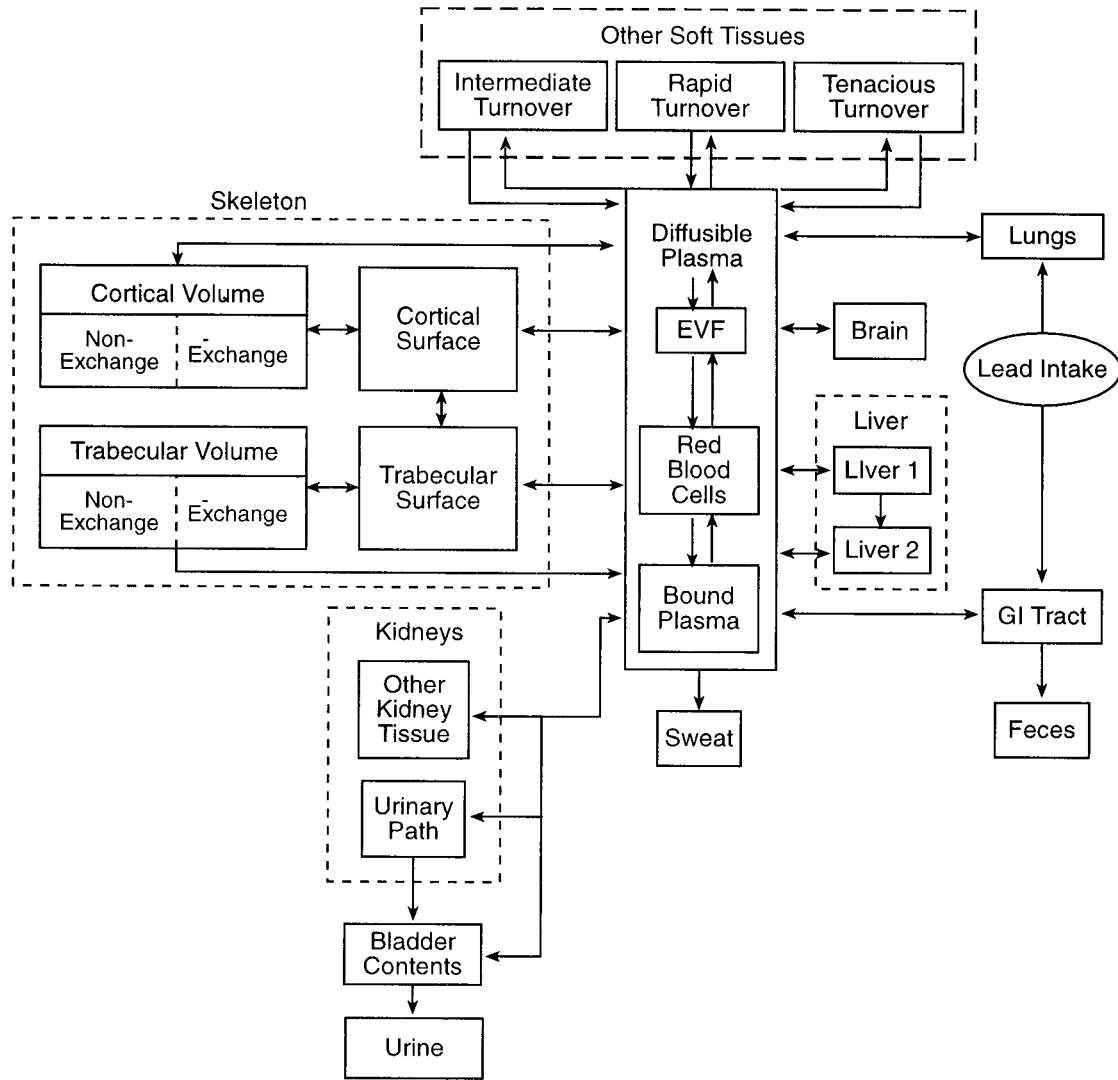 Other Soft Tissues
Intermediate
Turnover
Rapid
Turnover
Tenacious
Turnover
Skeleton
Cortical Volume
Non-
Exchange
Exchange
Cortical
Surface
Trabecular Volume
Non-
Exchange
Exchange
Trabecular
Surface
Diffusible
Plasma
EVF
Red
Blood
Cells
Bound
Plasma
Sweat
Lungs
Brain
Lead Intake
Liver
LIver 1
Liver 2
GI Tract
Feces
Kidneys
Other
Kidney
Tissue
Urinary
Path
Bladder
Contents
Urine